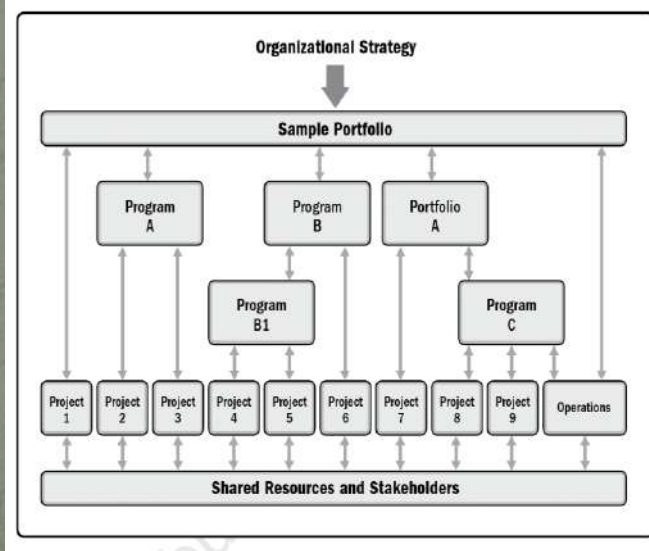 Organizational Strategy
Sample Portfolio
Program
A
Program
B
Portfolio
A
Program
B1
Program
C
Project
1
Project
2
Project
3
Project
4
Project
5
Project
6
Project
7
Project
8
Project
9
Operations
Shared Resources and Stakeholders